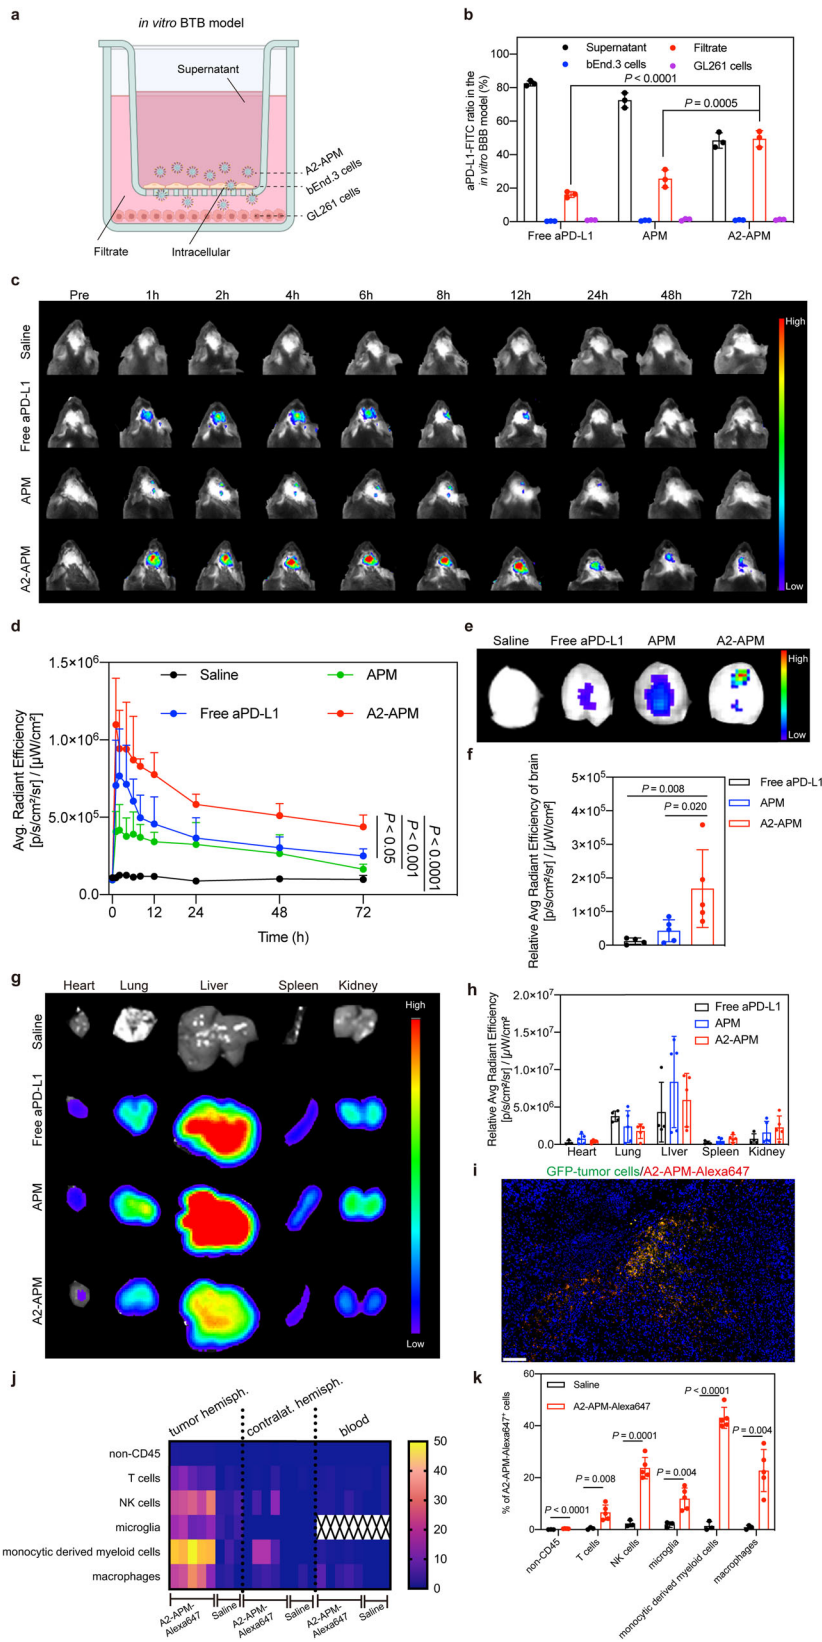 a
in vitro BTB model
Supernatant
A2-APM
bEnd.3 cells
GL261 cells
Filtrate
Intracellular
b
Supernatant
Filtrate
bEnd.3 cells
GL261 cells
aPD-L1-FITC ratio in the
in vitro BBB model (%)
100
80
60
40
20
0
P < 0.0001
P = 0.0005
Free aPD-L1
APM
A2-APM
c
Pre
1h
2h
4h
6h
8h
12h
24h
48h
72h
Saline
Free aPD-L1
APM
A2-APM
High
Low
d
Avg. Radiant Efficiency
[p/s/cm²/sr] / [µW/cm²]
1.5×10⁶
1.0×10⁶
5.0×10⁵
0.0
Saline
APM
Free aPD-L1
A2-APM
P < 0.05
P < 0.001
P < 0.0001
0
12
24
48
72
Time (h)
e
Saline
Free aPD-L1
APM
A2-APM
High
Low
f
Relative Avg Radiant Efficiency of brain
[p/s/cm²/sr] / [µW/cm²]
5×10⁵
4×10⁵
3×10⁵
2×10⁵
1×10⁵
0
P = 0.008
P = 0.020
Free aPD-L1
APM
A2-APM
g
Heart
Lung
Liver
Spleen
Kidney
Saline
Free aPD-L1
APM
A2-APM
High
Low
h
Relative Avg Radiant Efficiency
[p/s/cm²/sr] / [µW/cm²]
2.0×10⁷
1.5×10⁷
1.0×10⁷
5.0×10⁶
0.0
Free aPD-L1
APM
A2-APM
Heart
Lung
LIver
Spleen
Kidney
i
GFP-tumor cells/A2-APM-Alexa647
j
tumor hemisph.
contralat. hemisph.
blood
non-CD45
T cells
NK cells
microglia
monocytic derived myeloid cells
macrophages
50
40
30
20
10
0
A2-APM-
Alexa647
Saline
A2-APM-
Alexa647
Saline
A2-APM-
Alexa647
Saline
k
% of A2-APM-Alexa647⁺ cells
60
40
20
0
Saline
A2-APM-Alexa647
P < 0.0001
P = 0.008
P = 0.0001
P = 0.004
P < 0.0001
P = 0.004
non-CD45
T cells
NK cells
microglia
monocytic derived myeloid cells
macrophages